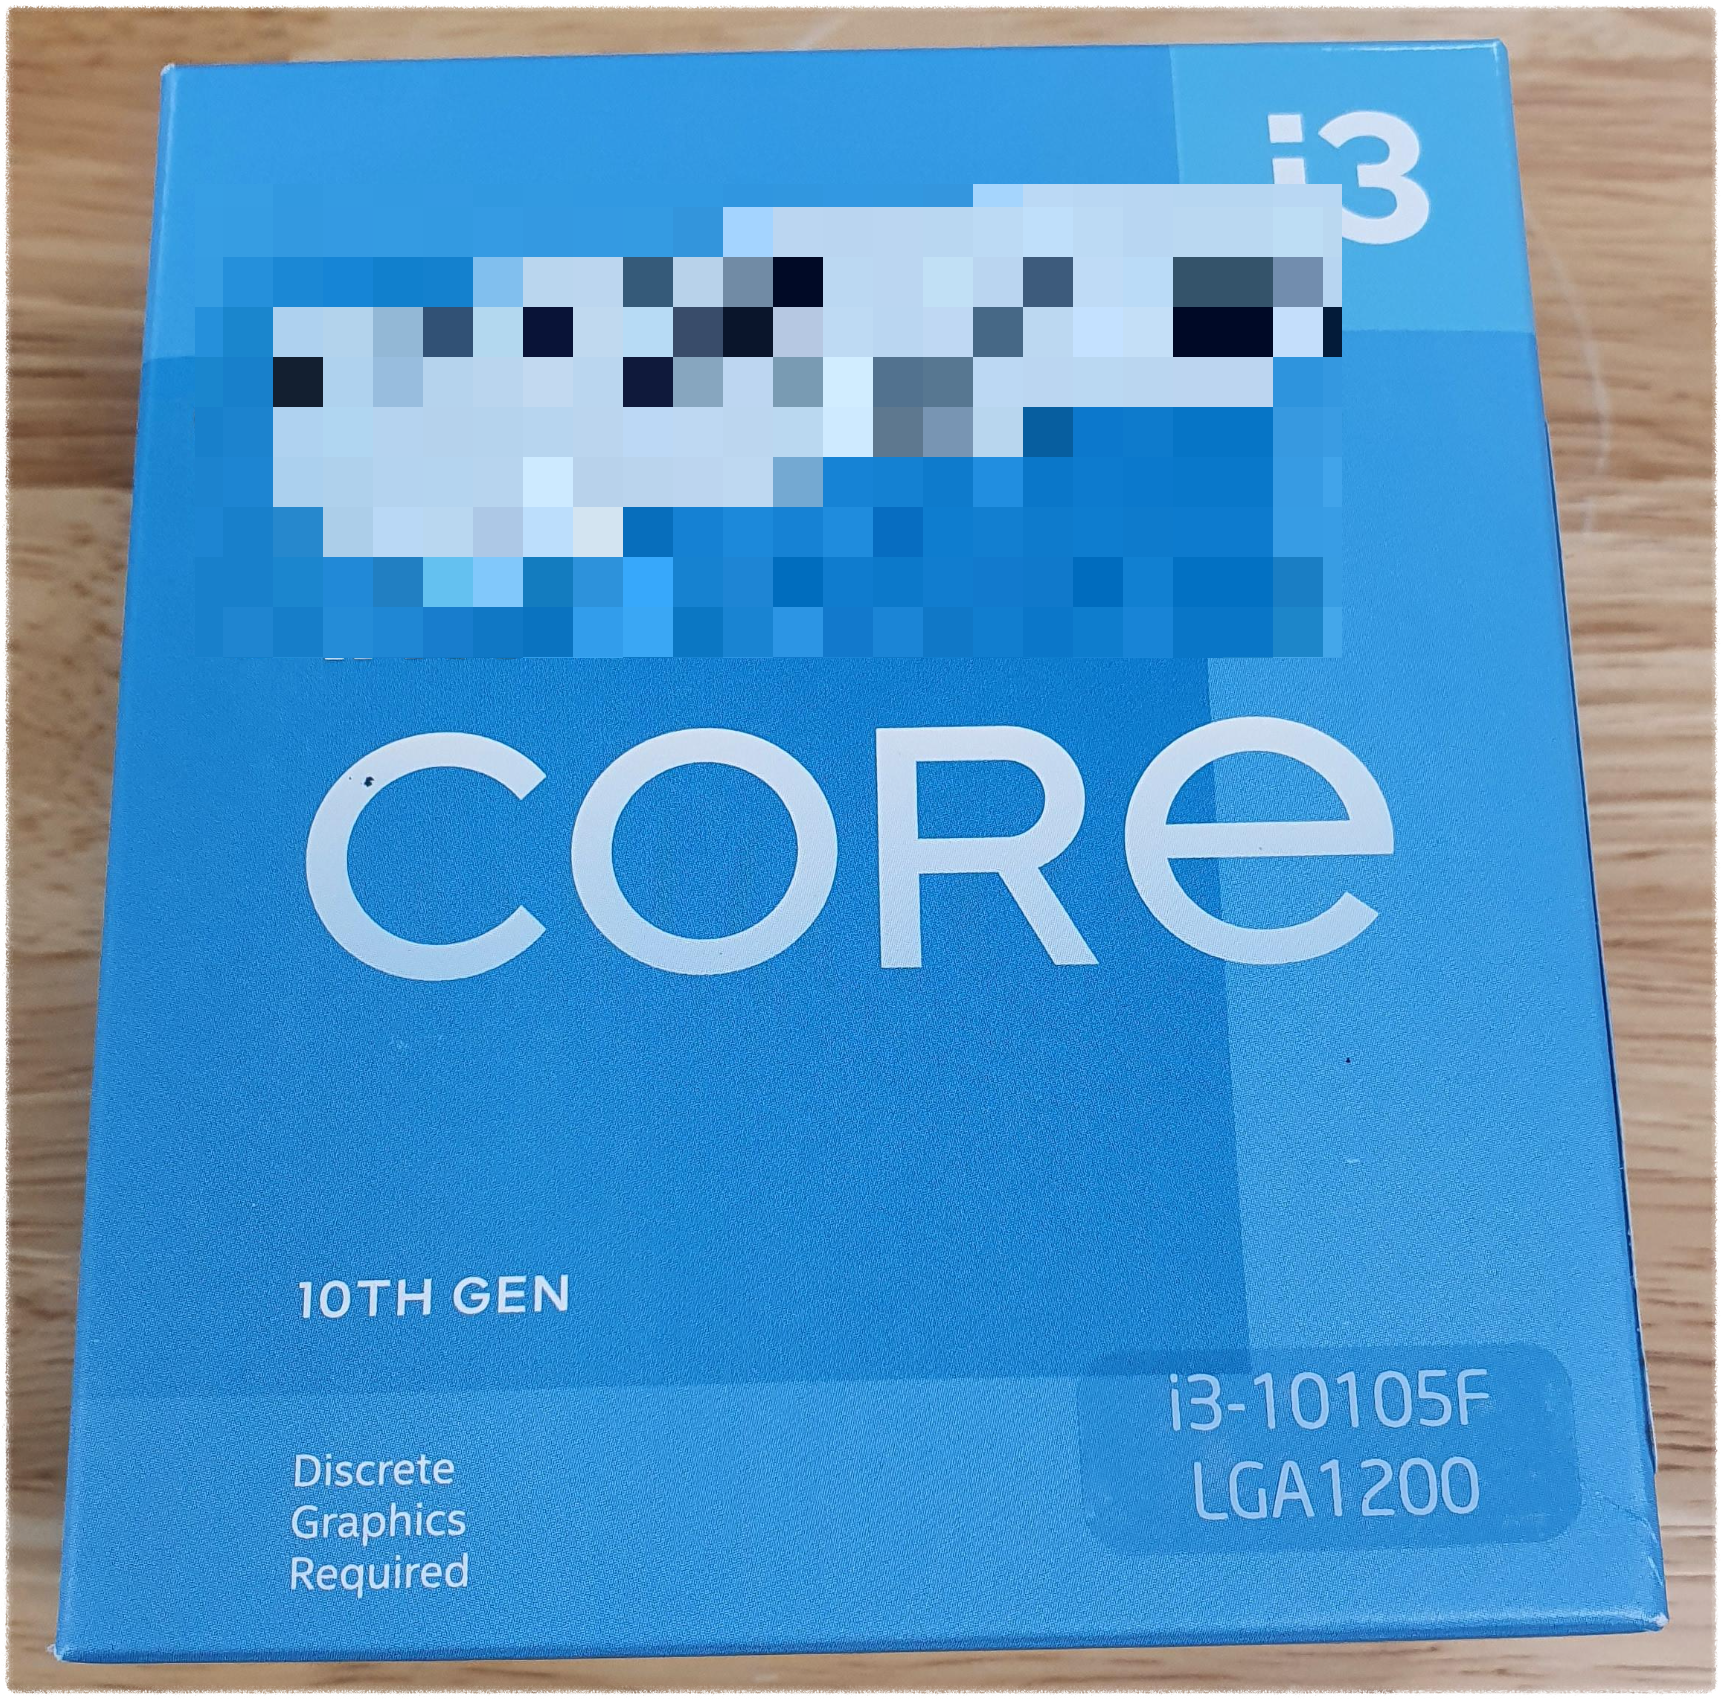 i3
CORE
10TH GEN
i3-10105F
LGA1200
Discrete
Graphics
Required